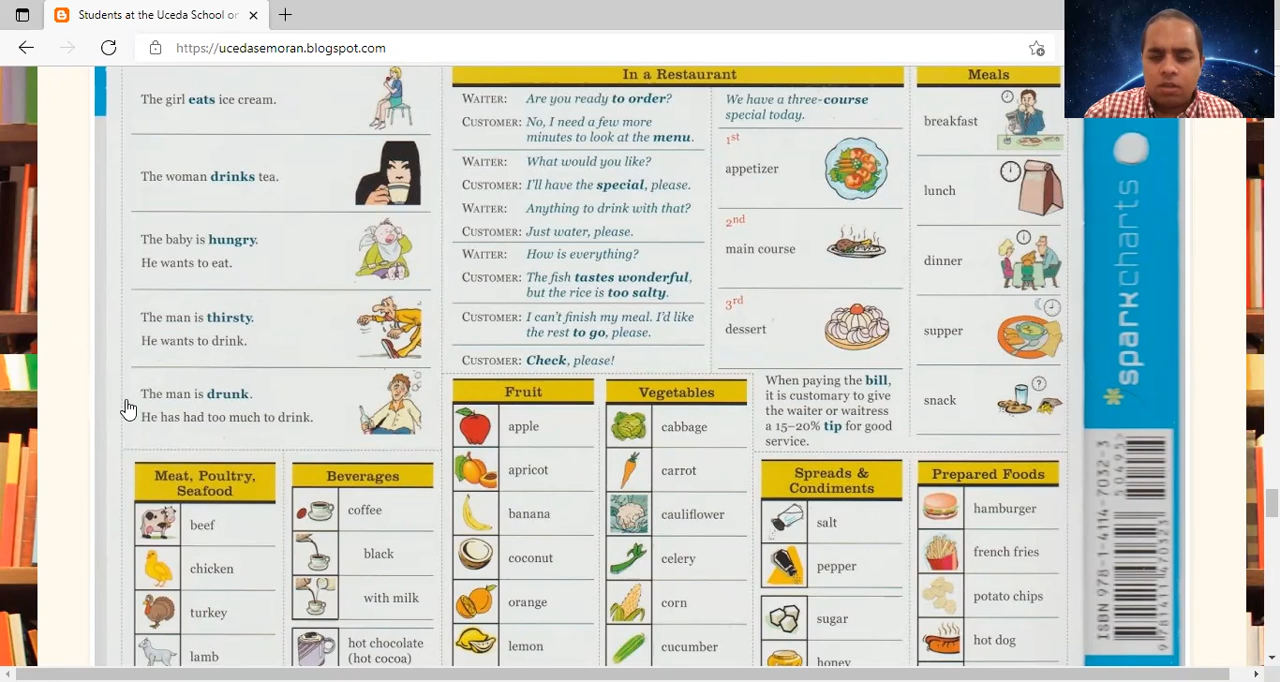 Students at the Uceda School or
https://ucedasemoran.blogspot.com
The girl eats ice cream.
The woman drinks tea.
The baby is hungry.
He wants to eat.
The man is thirsty.
He wants to drink.
The man is drunk.
He has had too much to drink.
In a Restaurant
WAITER: Are you ready to order?
CUSTOMER: No, I need a few more
minutes to look at the menu.
WAITER: What would you like?
CUSTOMER: I'll have the special, please.
WAITER: Anything to drink with that?
CUSTOMER: Just water, please.
WAITER: How is everything?
CUSTOMER: The fish tastes wonderful,
but the rice is too salty.
CUSTOMER: I can't finish my meal. I'd like
the rest to go, please.
CUSTOMER: Check, please!
We have a three-course
special today.
1st
appetizer
2nd
main course
3rd
dessert
When paying the bill,
it is customary to give
the waiter or waitress
a 15–20% tip for good
service.
Meals
breakfast
lunch
dinner
supper
snack
Meat, Poultry,
Seafood
beef
chicken
turkey
lamb
Beverages
coffee
black
with milk
hot chocolate
(hot cocoa)
Fruit
apple
apricot
banana
coconut
orange
lemon
Vegetables
cabbage
carrot
cauliflower
celery
corn
cucumber
Spreads &
Condiments
salt
pepper
sugar
honey
Prepared Foods
hamburger
french fries
potato chips
hot dog
sparkcharts
ISBN 978-1-4114-7032-3
50495
9781411470323